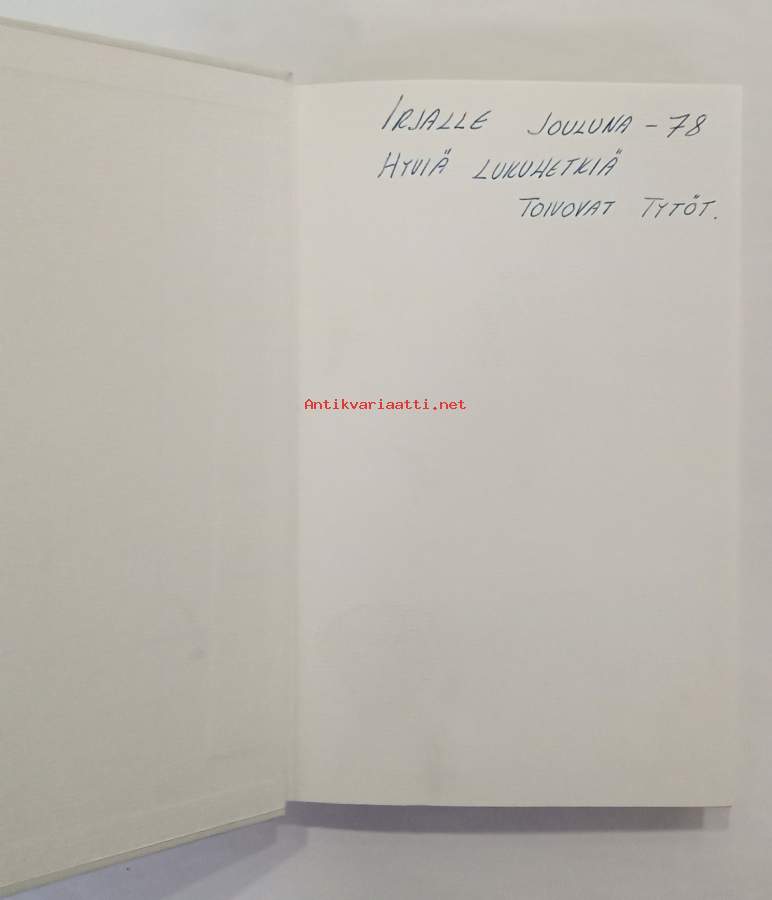 IRJALLE JOULUNA - 78
HYVIÄ LUKUHETKIÄ
TOIVOVAT TYTÖT.
Antikvariaatti.net